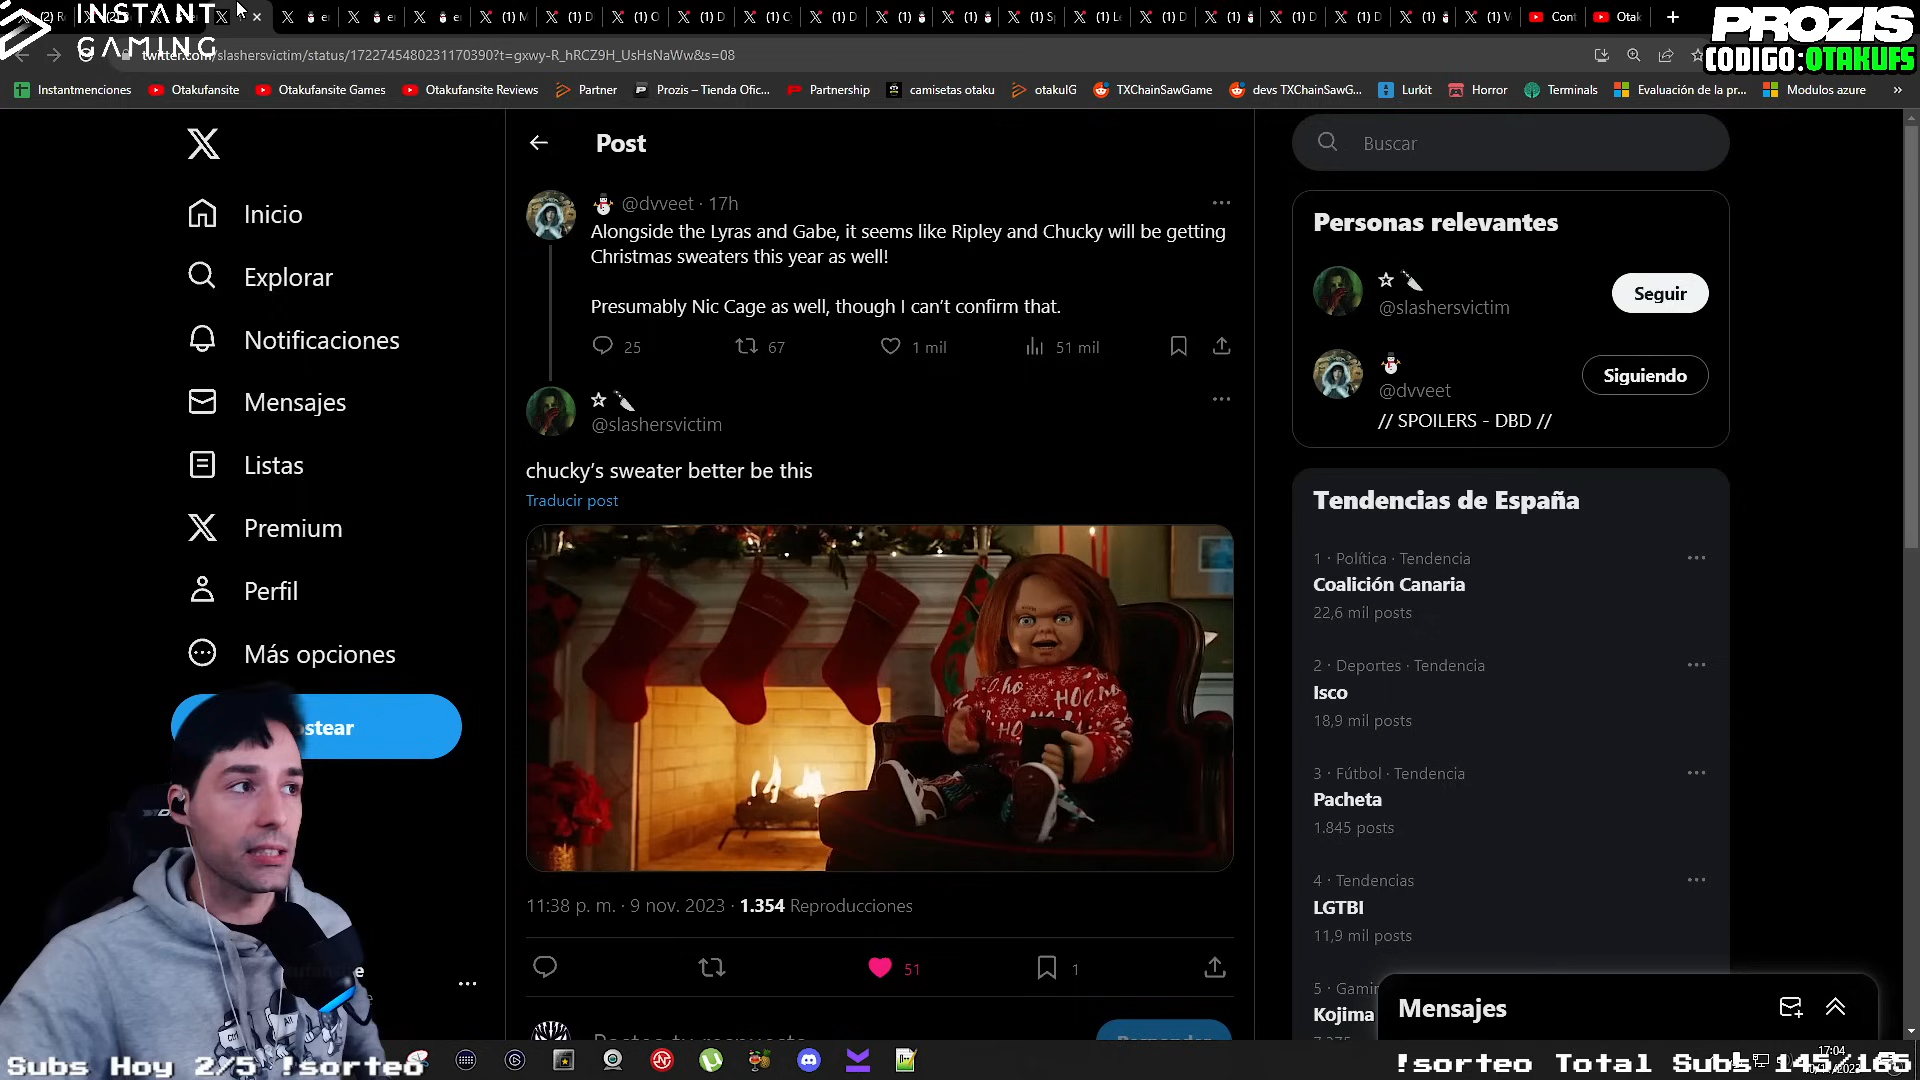 INSTANT
GAMING
PROZIS
CODIGO:OTAKUFS
twitter.com/slashersvictim/status/1722745480231170390?t=gxwy-R_hRCZ9H_UsHsNaWw&s=08
Instantmenciones
Otakufansite
Otakufansite Games
Otakufansite Reviews
Partner
Prozis – Tienda Ofic...
Partnership
camisetas otaku
otakuIG
TXChainSawGame
devs TXChainSawG...
Lurkit
Horror
Terminals
Evaluación de la pr...
Modulos azure
Inicio
Explorar
Notificaciones
Mensajes
Listas
Premium
Perfil
Más opciones
Post
@dvveet · 17h
Alongside the Lyras and Gabe, it seems like Ripley and Chucky will be getting
Christmas sweaters this year as well!
Presumably Nic Cage as well, though I can't confirm that.
25
67
1 mil
51 mil
@slashersvictim
chucky's sweater better be this
Traducir post
11:38 p. m. · 9 nov. 2023 · 1.354 Reproducciones
51
1
Buscar
Personas relevantes
@slashersvictim
Seguir
@dvveet
Siguiendo
// SPOILERS - DBD //
Tendencias de España
1 · Política · Tendencia
Coalición Canaria
22,6 mil posts
2 · Deportes · Tendencia
Isco
18,9 mil posts
3 · Fútbol · Tendencia
Pacheta
1.845 posts
4 · Tendencias
LGTBI
11,9 mil posts
Kojima
Mensajes
17:04
Subs Hoy 2/5 !sorteo
!sorteo Total Subs 145/165